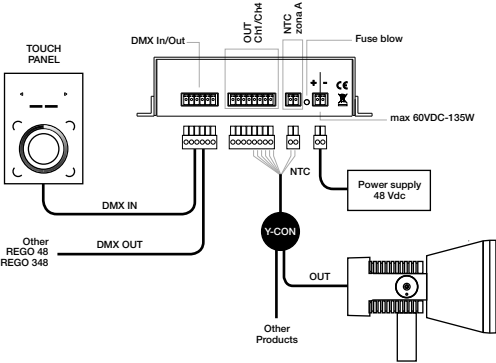 OUT
Ch1/Ch4
NTC
zona A
TOUCH
PANEL
DMX In/Out
Fuse blow
+ -
CE
max 60VDC-135W
NTC
Power supply
48 Vdc
DMX IN
Y-CON
Other
REGO 48
REGO 348
DMX OUT
OUT
Other
Products